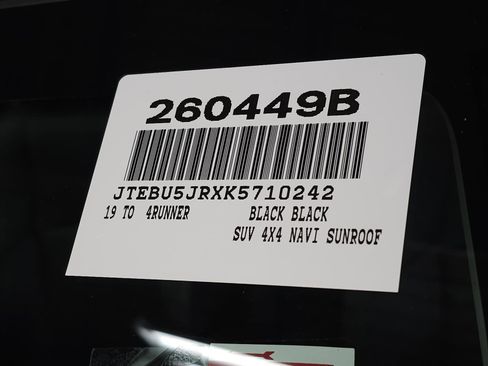 260449B
JTEBU5JRXK5710242
19 TO 4RUNNER BLACK BLACK
SUV 4X4 NAVI SUNROOF